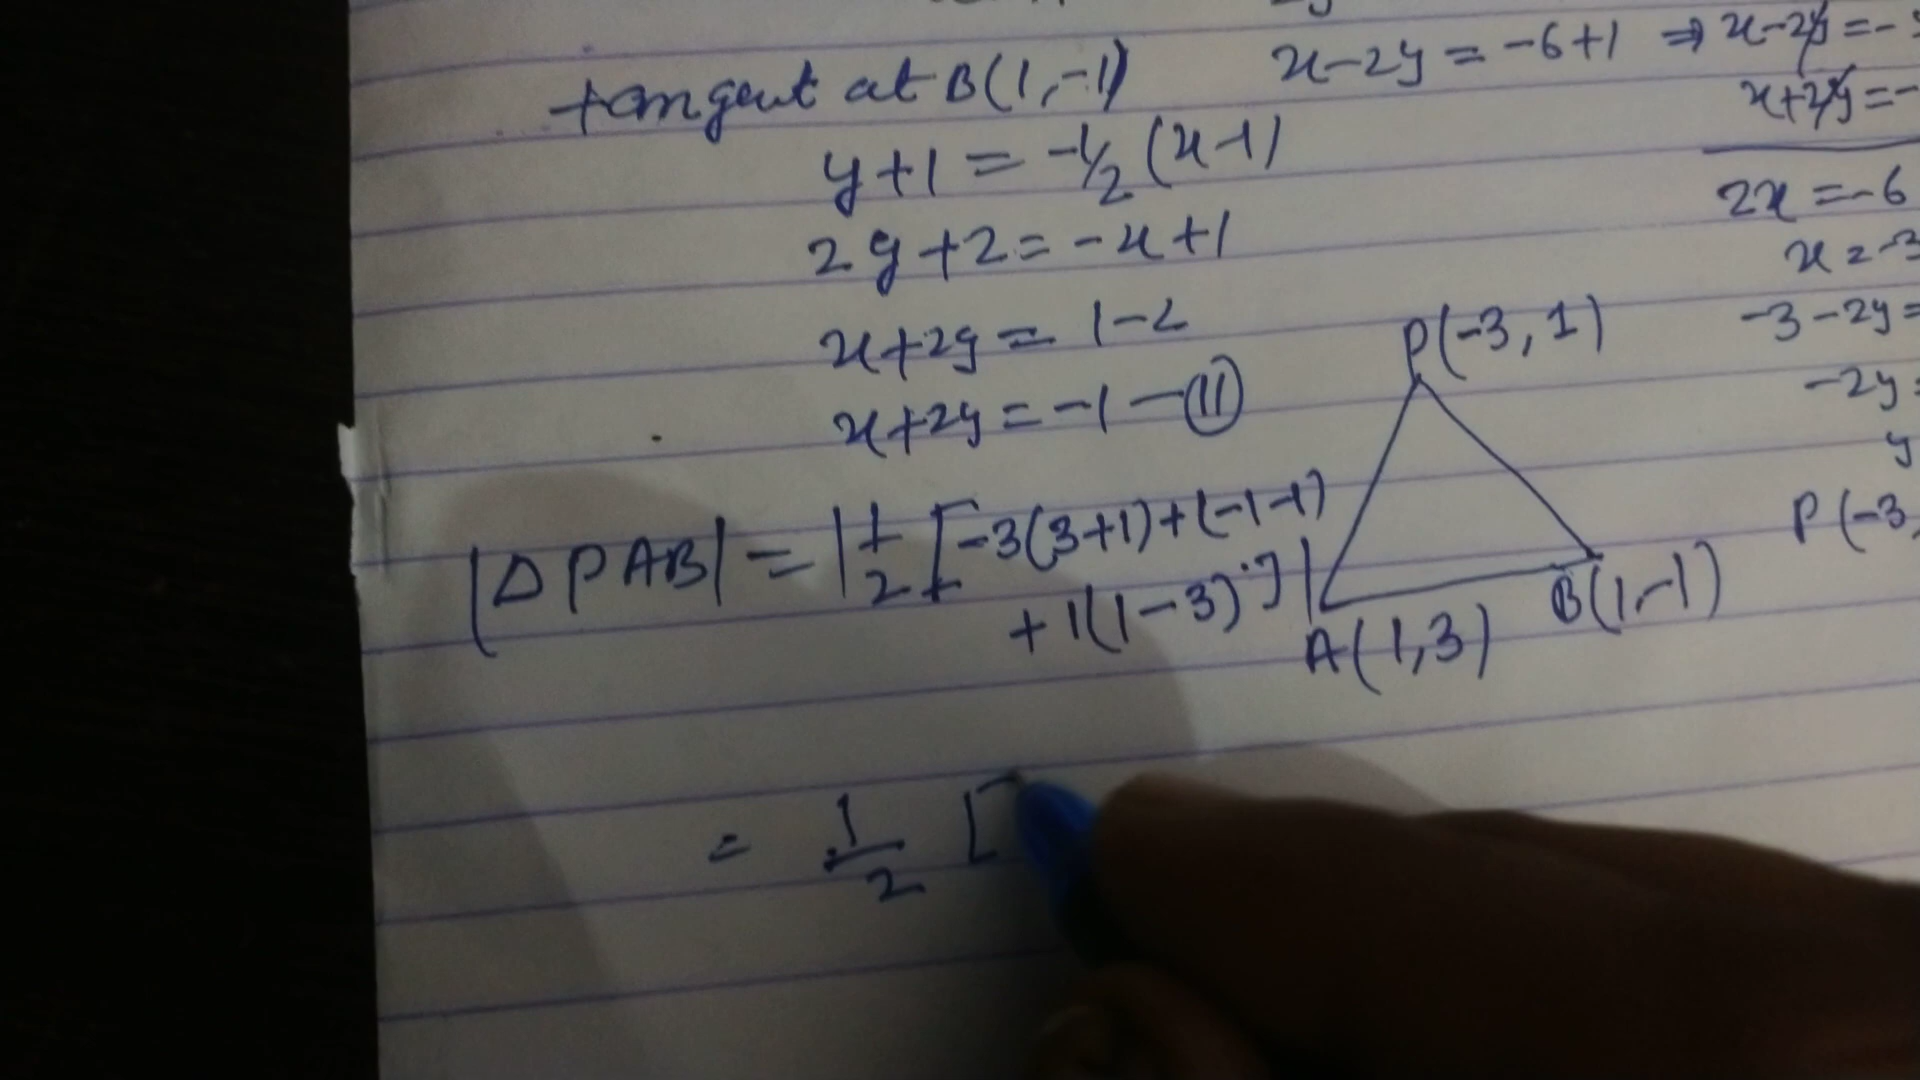 tangent at B(1,-1)
y+1 = -1/2 (x-1)
2y+2 = -x+1
x+2y = 1-2
x+2y = -1 — (II)
|ΔPAB| = |1/2 [-3(3+1)+(-1-1)
+1(1-3)]|
= 1/2 [
x-2y = -6+1 ⇒ x-2y = -
x+2y = -
2x = -6
x = -3
-3-2y =
-2y =
y
P(-3,
P(-3, 1)
A(1,3)
B(1,-1)